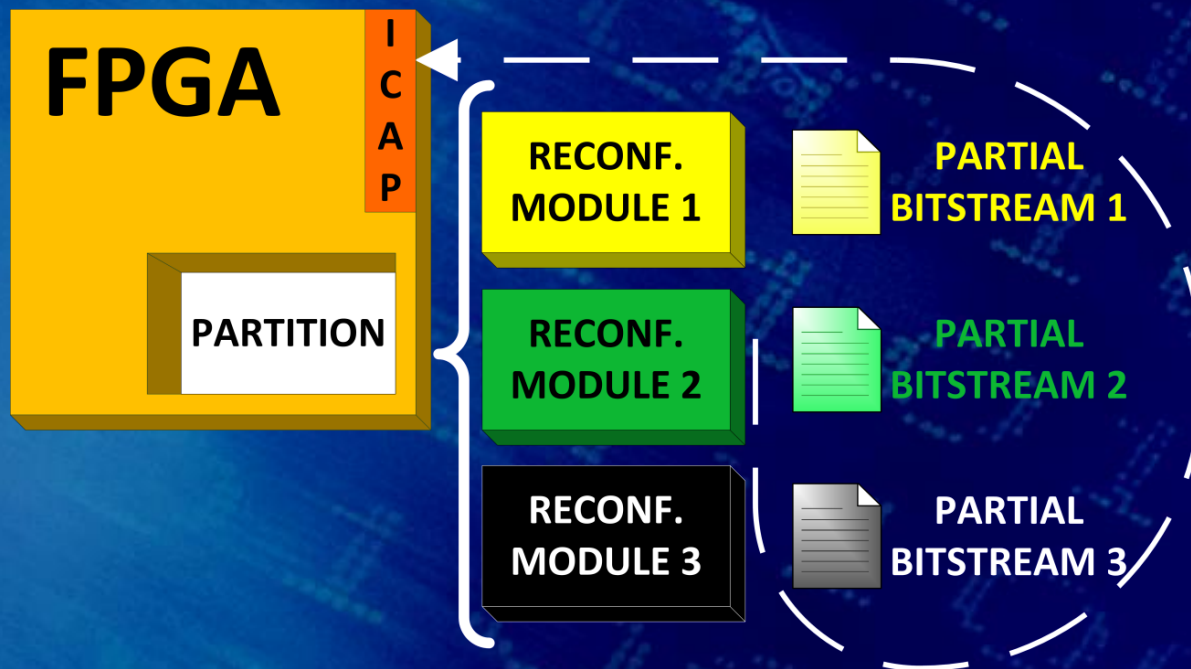 FPGA
I
C
A
P
PARTITION
RECONF.
MODULE 1
PARTIAL
BITSTREAM 1
RECONF.
MODULE 2
PARTIAL
BITSTREAM 2
RECONF.
MODULE 3
PARTIAL
BITSTREAM 3